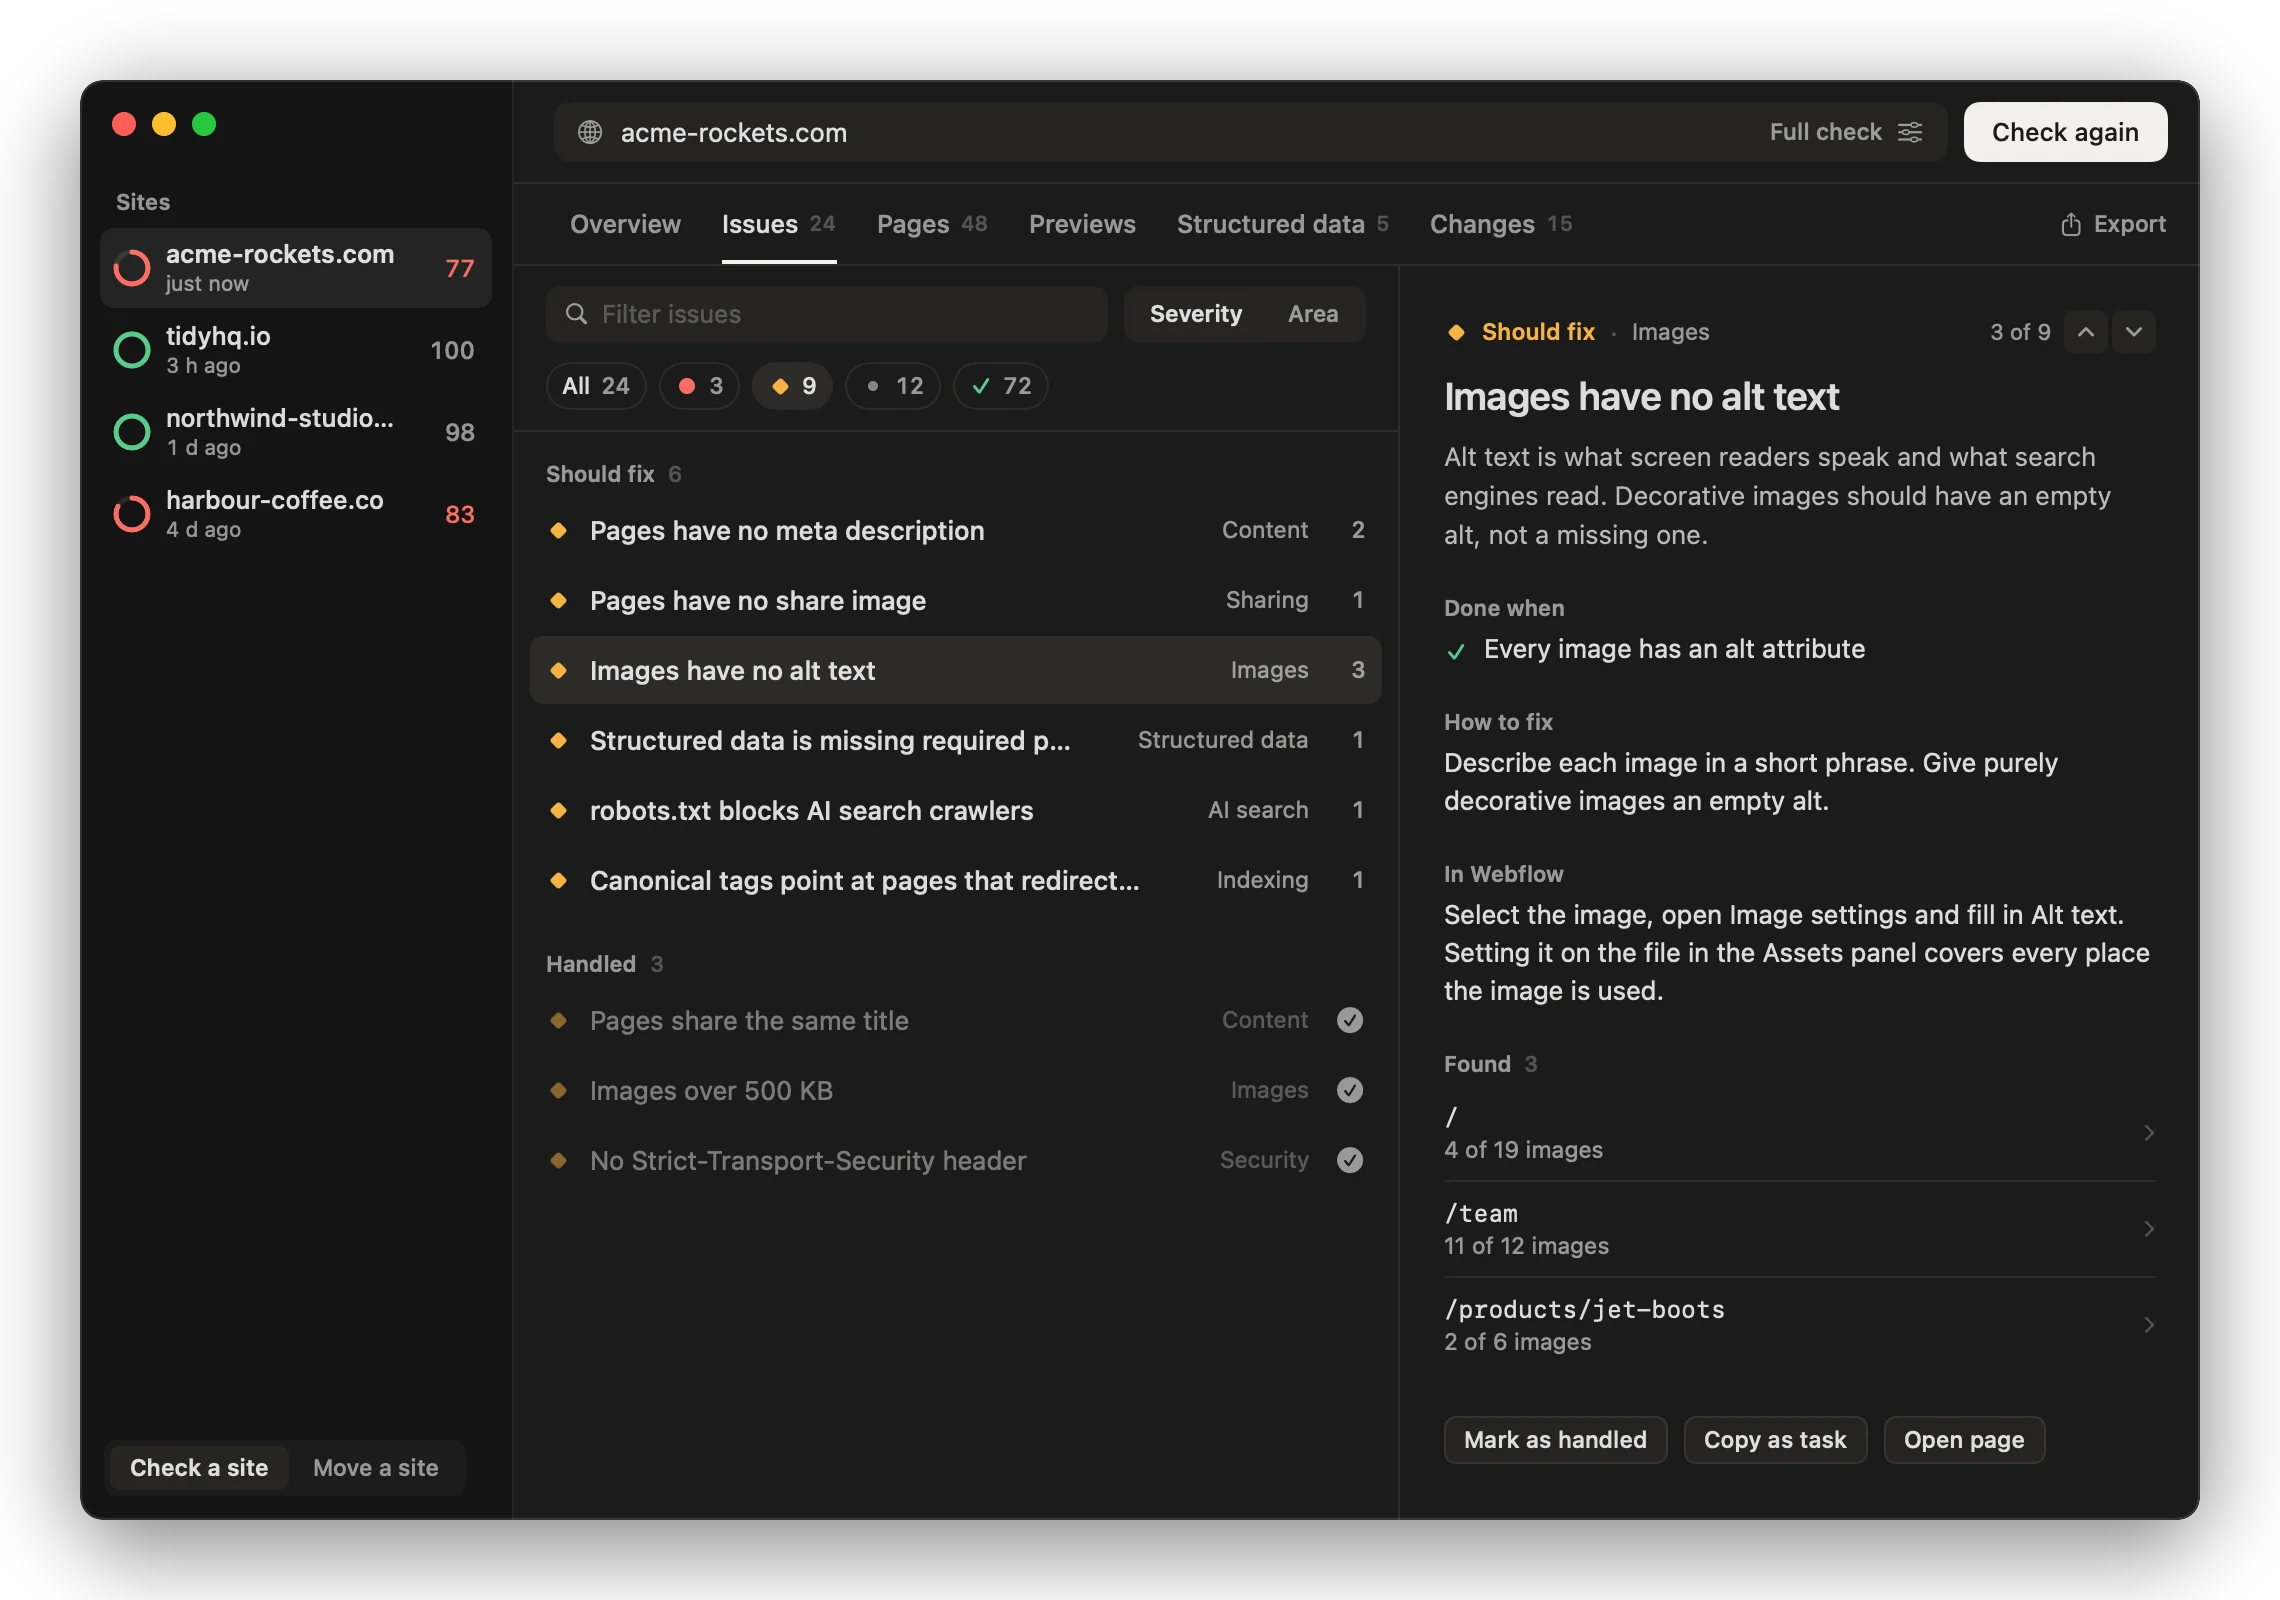 Sites
acme-rockets.com
just now
77
tidyhq.io
3 h ago
100
northwind-studio...
1 d ago
98
harbour-coffee.co
4 d ago
83
Check a site
Move a site
acme-rockets.com
Full check
Check again
Overview
Issues 24
Pages 48
Previews
Structured data 5
Changes 15
Export
Filter issues
Severity
Area
All 24
3
9
12
72
Should fix 6
Pages have no meta description Content 2
Pages have no share image Sharing 1
Images have no alt text Images 3
Structured data is missing required p... Structured data 1
robots.txt blocks AI search crawlers AI search 1
Canonical tags point at pages that redirect... Indexing 1
Handled 3
Pages share the same title Content
Images over 500 KB Images
No Strict-Transport-Security header Security
Should fix · Images
3 of 9
Images have no alt text
Alt text is what screen readers speak and what search
engines read. Decorative images should have an empty
alt, not a missing one.
Done when
Every image has an alt attribute
How to fix
Describe each image in a short phrase. Give purely
decorative images an empty alt.
In Webflow
Select the image, open Image settings and fill in Alt text.
Setting it on the file in the Assets panel covers every place
the image is used.
Found 3
/
4 of 19 images
/team
11 of 12 images
/products/jet-boots
2 of 6 images
Mark as handled
Copy as task
Open page